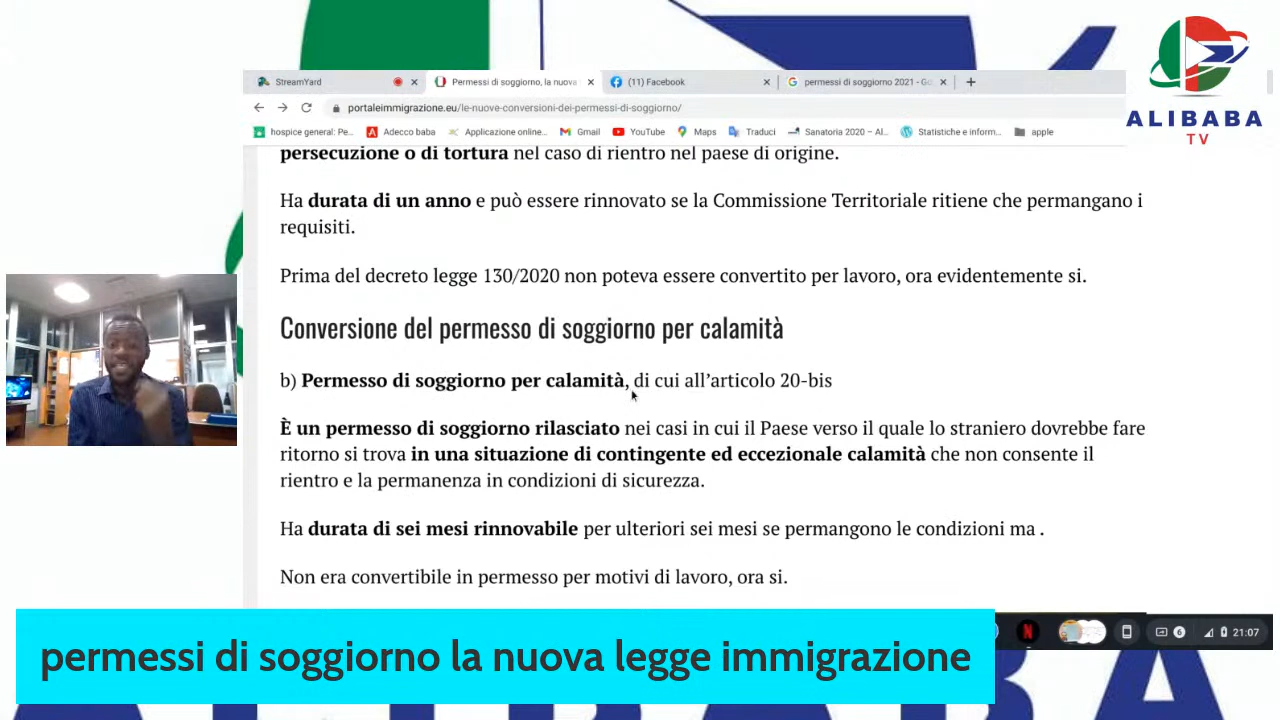 StreamYard
Permessi di soggiorno, la nuova
(11) Facebook
permessi di soggiorno 2021 - Go
portaleimmigrazione.eu/le-nuove-conversioni-dei-permessi-di-soggiorno/
hospice general: Pe...
Adecco baba
Applicazione online...
Gmail
YouTube
Maps
Traduci
Sanatoria 2020 – Al...
Statistiche e inform...
apple
ALIBABA
TV
persecuzione o di tortura nel caso di rientro nel paese di origine.
Ha durata di un anno e può essere rinnovato se la Commissione Territoriale ritiene che permangano i
requisiti.
Prima del decreto legge 130/2020 non poteva essere convertito per lavoro, ora evidentemente si.
Conversione del permesso di soggiorno per calamità
b) Permesso di soggiorno per calamità, di cui all’articolo 20-bis
È un permesso di soggiorno rilasciato nei casi in cui il Paese verso il quale lo straniero dovrebbe fare
ritorno si trova in una situazione di contingente ed eccezionale calamità che non consente il
rientro e la permanenza in condizioni di sicurezza.
Ha durata di sei mesi rinnovabile per ulteriori sei mesi se permangono le condizioni ma .
Non era convertibile in permesso per motivi di lavoro, ora si.
6
21:07
permessi di soggiorno la nuova legge immigrazione
ALIBABA